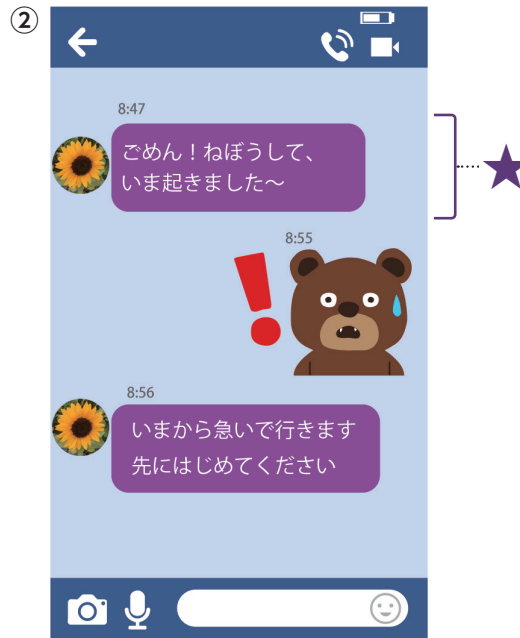 ②
8:47
ごめん！ねぼうして、
いま起きました～
8:55
8:56
いまから急いで行きます
先にはじめてください